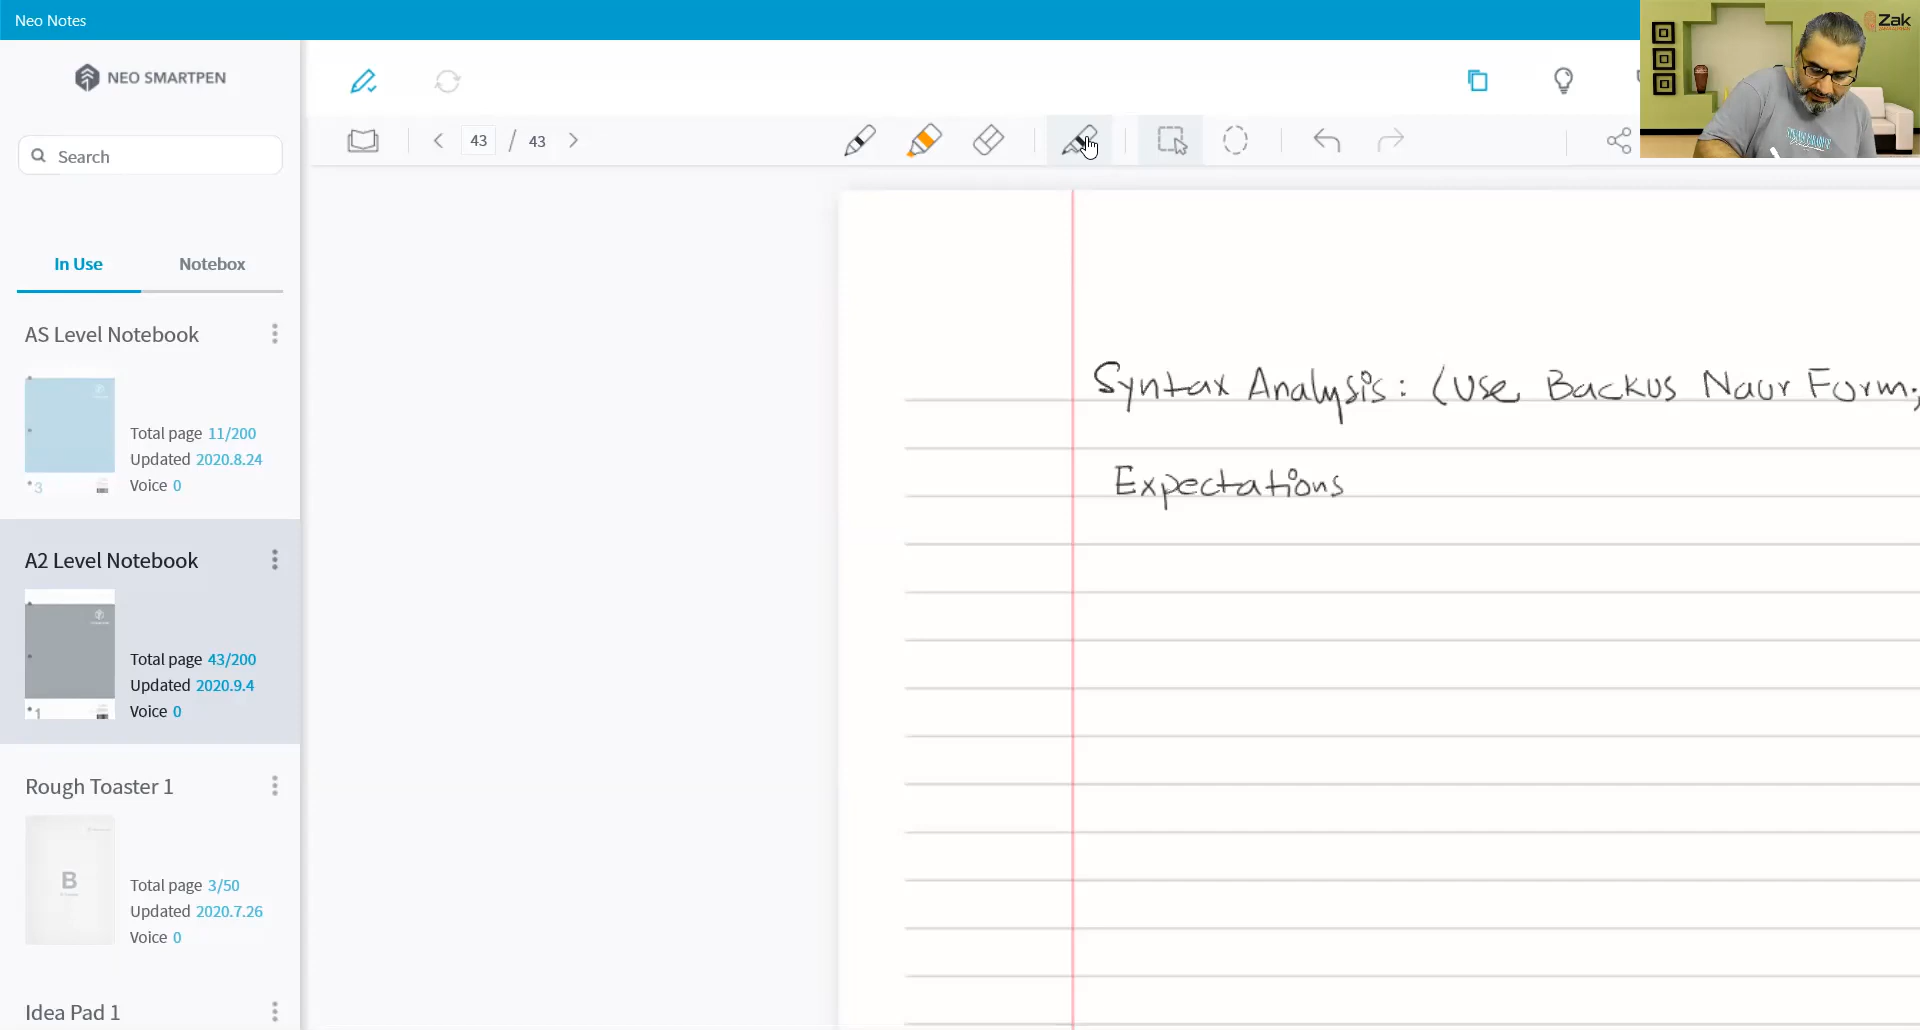 Neo Notes
Zak
NEO SMARTPEN
43 / 43
Search
In Use Notebox
AS Level Notebook
Total page 11/200
Updated 2020.8.24
Voice 0
3
A2 Level Notebook
Total page 43/200
Updated 2020.9.4
Voice 0
1
Rough Toaster 1
B
Total page 3/50
Updated 2020.7.26
Voice 0
Idea Pad 1
Syntax Analysis: (Use Backus Naur Form;
Expectations